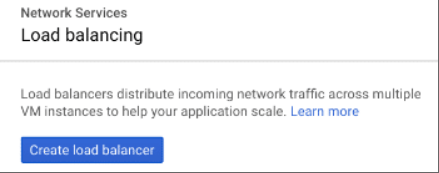 Network Services
Load balancing
Load balancers distribute incoming network traffic across multiple
VM instances to help your application scale. Learn more
Create load balancer